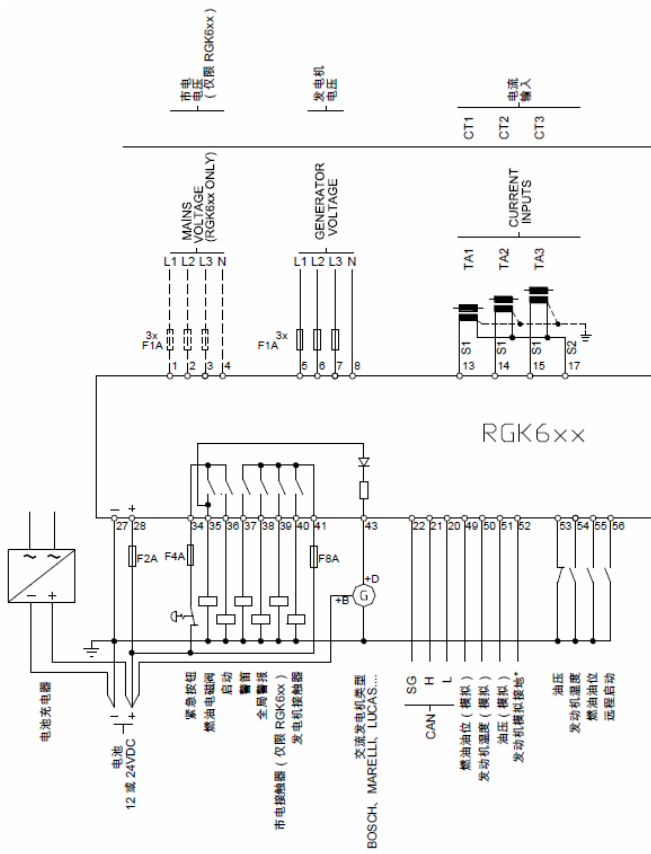 市电
电压
（仅限 RGK6xx）
发电机
电压
电流
输入
CT1
CT2
CT3
MAINS
VOLTAGE
(RGK6xx ONLY)
GENERATOR
VOLTAGE
CURRENT
INPUTS
L1 L2 L3 N
L1 L2 L3 N
TA1
TA2
TA3
3x
F1A
3x
F1A
1 2 3 4
5 6 7 8
S1 S1 S1 S2
13 14 15 17
RGK6xx
− +
27 28 34 35 36 37 38 39 40 41 43 22 21 20 49 50 51 52 53 54 55 56
F2A
F4A
F8A
+D
+B
G
~ ~
− +
电池充电器
− +
电池
12 或 24VDC
紧急按钮
燃油电磁阀
启动
警笛
全局警报
市电接触器（仅限 RGK6xx）
发电机接触器
交流发电机类型
BOSCH、MARELLI、LUCAS....
SG
H
L
CAN
燃油油位（模拟）
发动机温度（模拟）
油压（模拟）
发动机模拟接地*
油压
发动机温度
燃油油位
远程启动